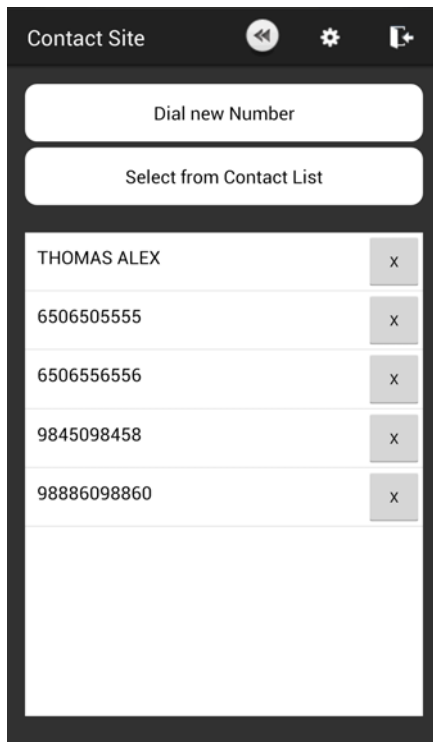 Contact Site
Dial new Number
Select from Contact List
THOMAS ALEX X
6506505555 X
6506556556 X
9845098458 X
98886098860 X